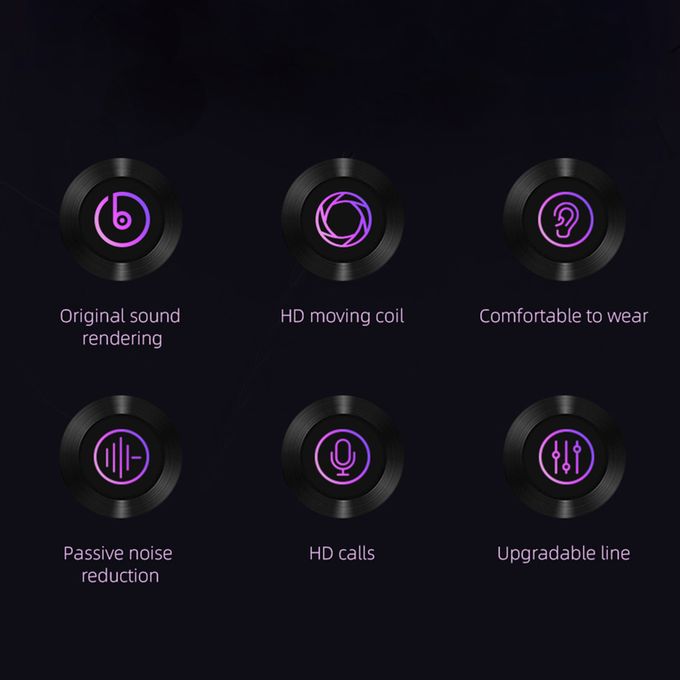 Original sound
rendering
HD moving coil
Comfortable to wear
Passive noise
reduction
HD calls
Upgradable line